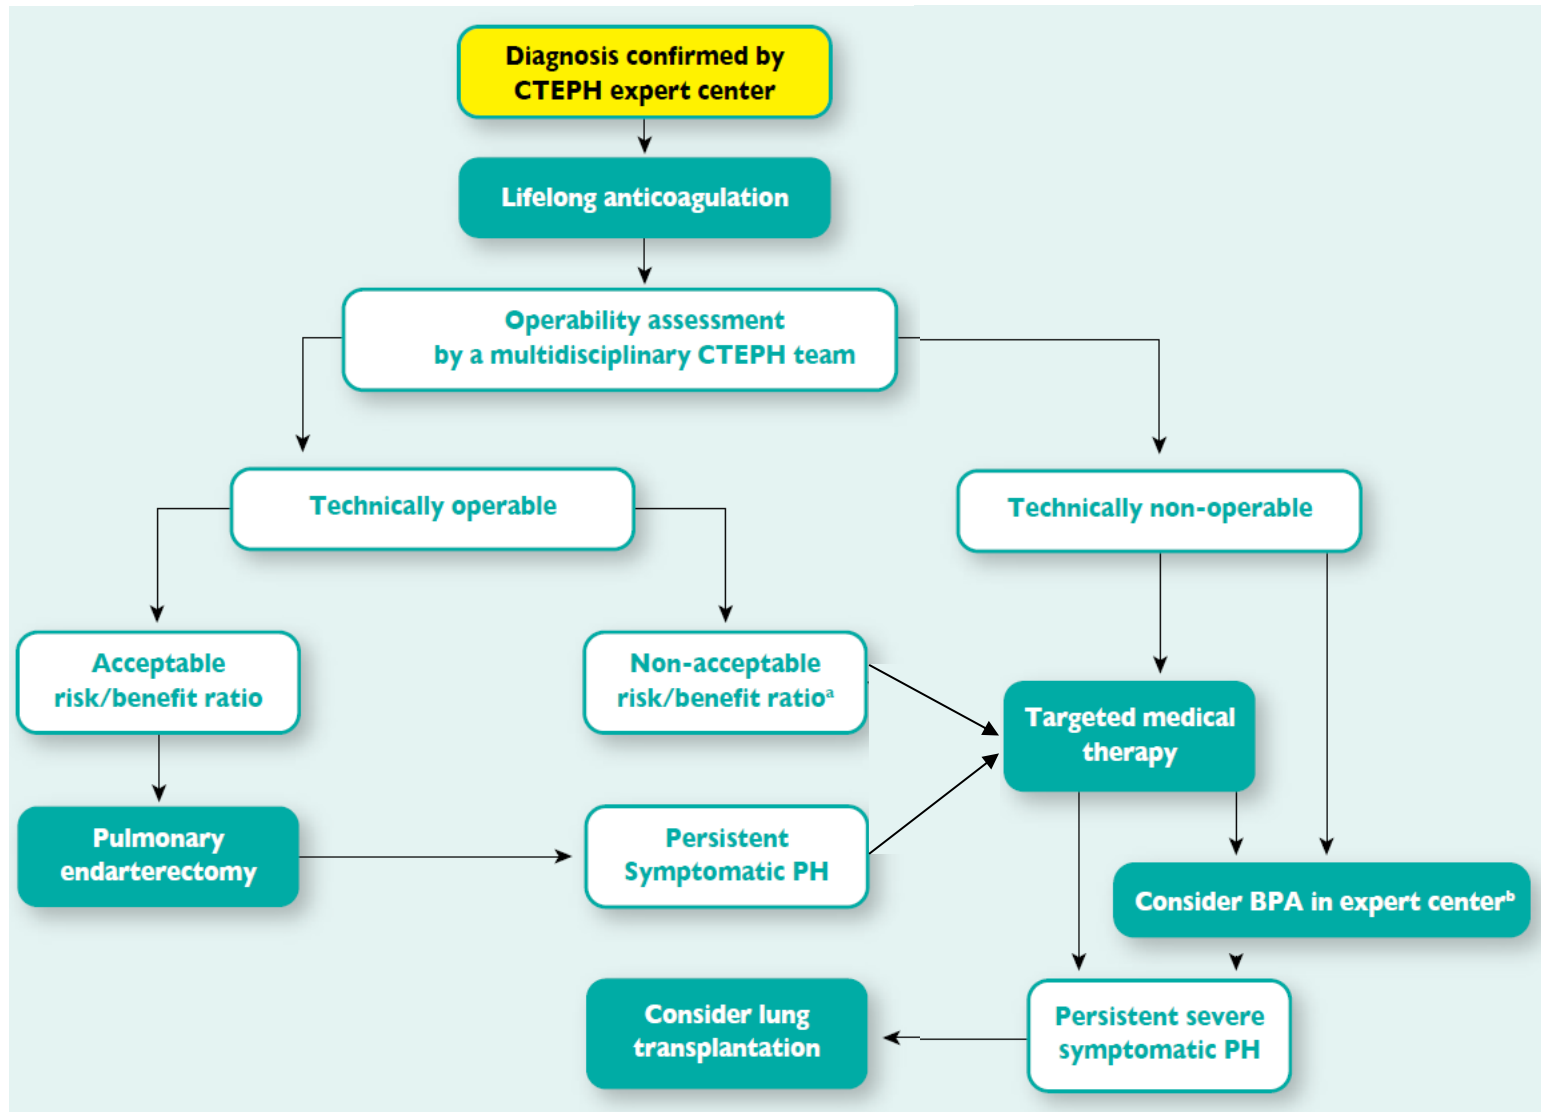 Diagnosis confirmed by
CTEPH expert center
Lifelong anticoagulation
Operability assessment
by a multidisciplinary CTEPH team
Technically operable
Technically non-operable
Acceptable
risk/benefit ratio
Non-acceptable
risk/benefit ratioᵃ
Targeted medical
therapy
Pulmonary
endarterectomy
Persistent
Symptomatic PH
Consider BPA in expert centerᵇ
Consider lung
transplantation
Persistent severe
symptomatic PH